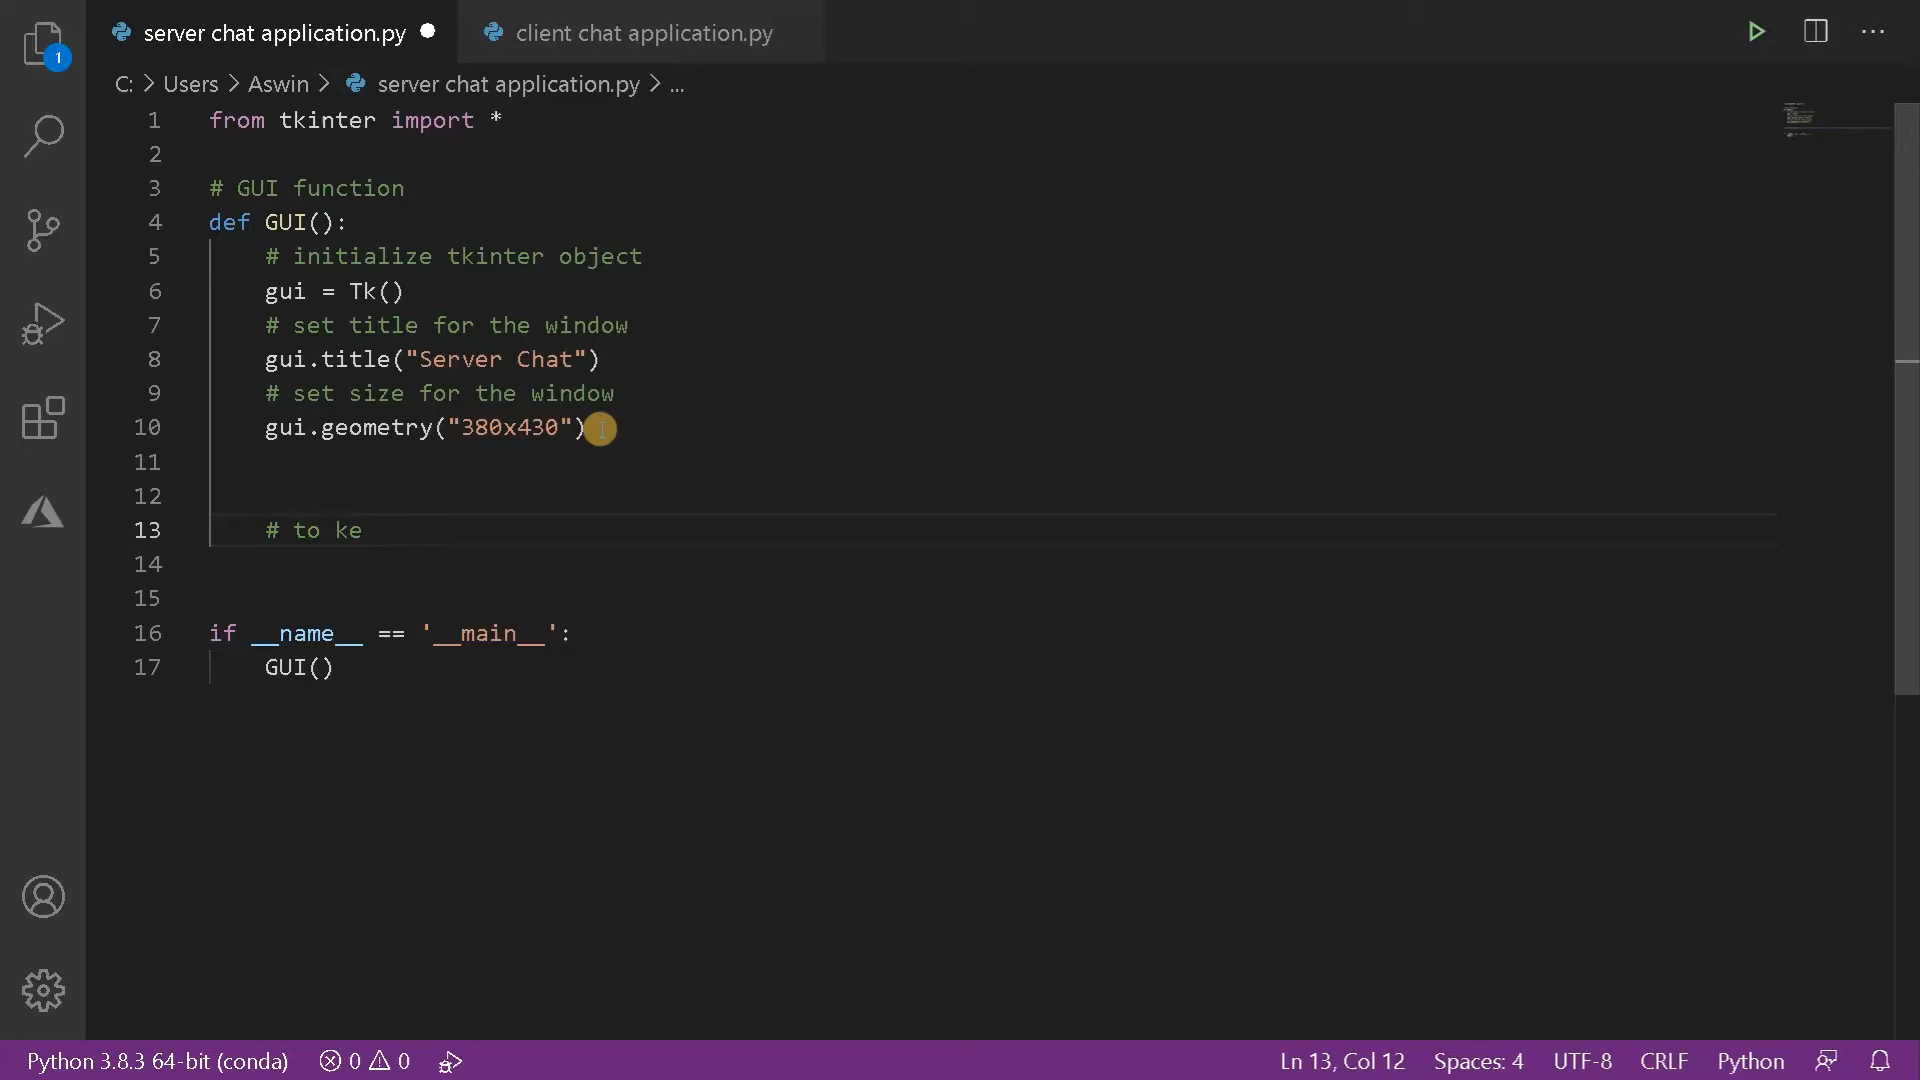 server chat application.py
client chat application.py
1
C: > Users > Aswin > server chat application.py > ...
1 from tkinter import *
2
3 # GUI function
4 def GUI():
5 # initialize tkinter object
6 gui = Tk()
7 # set title for the window
8 gui.title("Server Chat")
9 # set size for the window
10 gui.geometry("380x430")
11
12
13 # to ke
14
15
16 if __name__ == '__main__':
17 GUI()
Python 3.8.3 64-bit (conda) 0 0 Ln 13, Col 12 Spaces: 4 UTF-8 CRLF Python